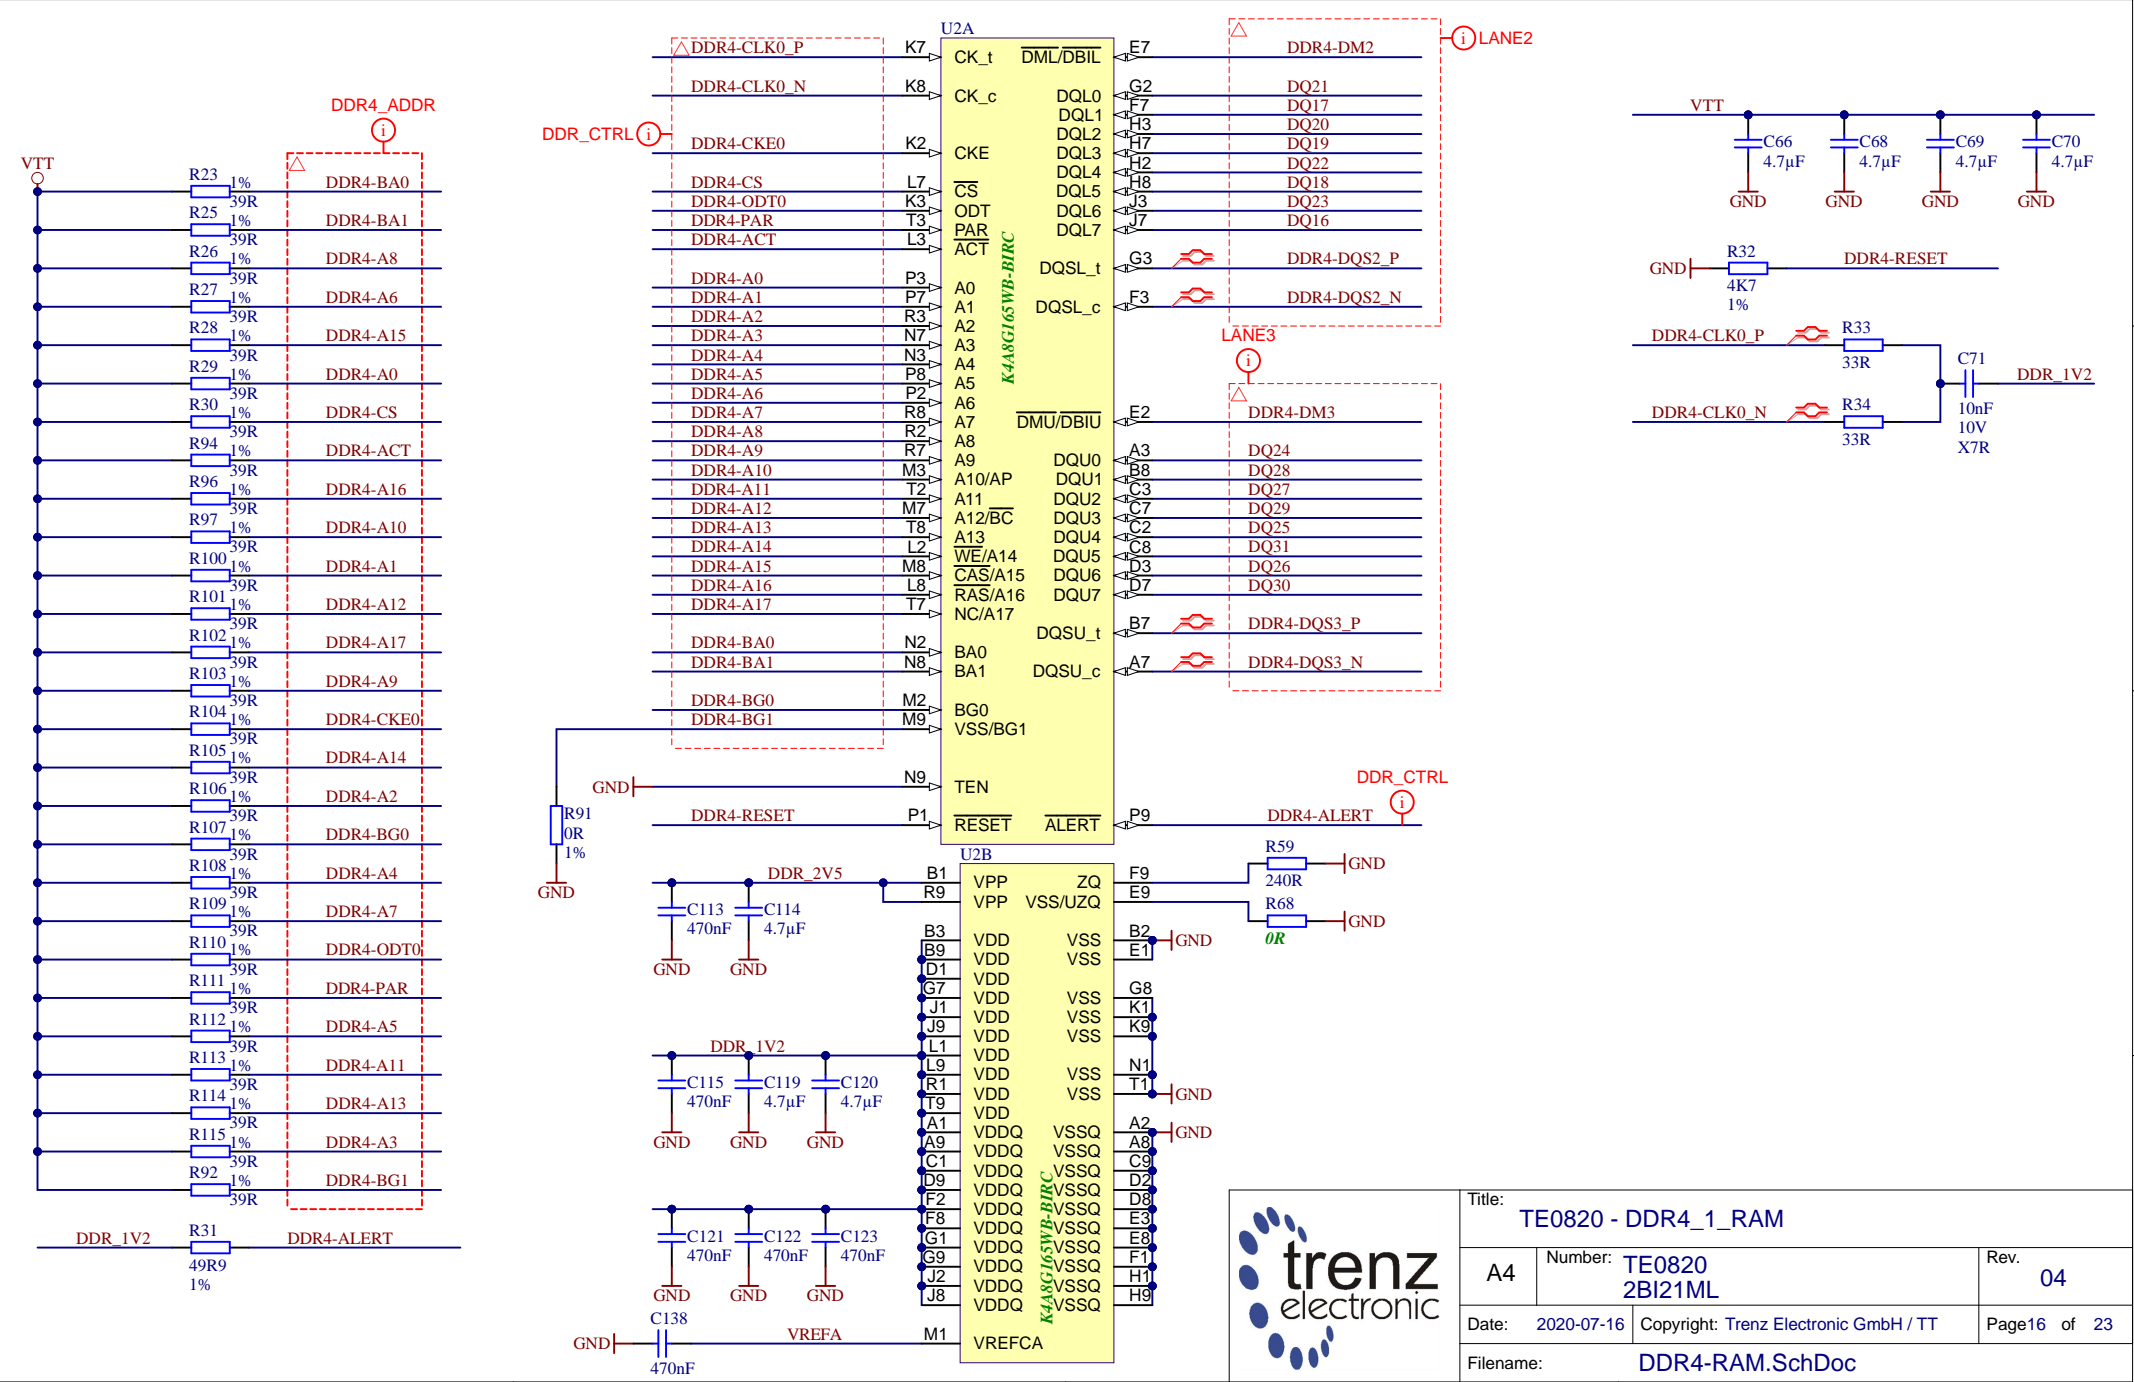 DDR4_ADDR
i
VTT
R23 1% 39R DDR4-BA0
R25 1% 39R DDR4-BA1
R26 1% 39R DDR4-A8
R27 1% 39R DDR4-A6
R28 1% 39R DDR4-A15
R29 1% 39R DDR4-A0
R30 1% 39R DDR4-CS
R94 1% 39R DDR4-ACT
R96 1% 39R DDR4-A16
R97 1% 39R DDR4-A10
R100 1% 39R DDR4-A1
R101 1% 39R DDR4-A12
R102 1% 39R DDR4-A17
R103 1% 39R DDR4-A9
R104 1% 39R DDR4-CKE0
R105 1% 39R DDR4-A14
R106 1% 39R DDR4-A2
R107 1% 39R DDR4-BG0
R108 1% 39R DDR4-A4
R109 1% 39R DDR4-A7
R110 1% 39R DDR4-ODT0
R111 1% 39R DDR4-PAR
R112 1% 39R DDR4-A5
R113 1% 39R DDR4-A11
R114 1% 39R DDR4-A13
R115 1% 39R DDR4-A3
R92 1% 39R DDR4-BG1
DDR_1V2 R31 DDR4-ALERT
49R9
1%
U2A
DDR_CTRL i
DDR4-CLK0_P K7 CK_t
DDR4-CLK0_N K8 CK_c
DDR4-CKE0 K2 CKE
DDR4-CS L7 CS
DDR4-ODT0 K3 ODT
DDR4-PAR T3 PAR
DDR4-ACT L3 ACT
DDR4-A0 P3 A0
DDR4-A1 P7 A1
DDR4-A2 R3 A2
DDR4-A3 N7 A3
DDR4-A4 N3 A4
DDR4-A5 P8 A5
DDR4-A6 P2 A6
DDR4-A7 R8 A7
DDR4-A8 R2 A8
DDR4-A9 R7 A9
DDR4-A10 M3 A10/AP
DDR4-A11 T2 A11
DDR4-A12 M7 A12/BC
DDR4-A13 T8 A13
DDR4-A14 L2 WE/A14
DDR4-A15 M8 CAS/A15
DDR4-A16 L8 RAS/A16
DDR4-A17 T7 NC/A17
DDR4-BA0 N2 BA0
DDR4-BA1 N8 BA1
DDR4-BG0 M2 BG0
DDR4-BG1 M9 VSS/BG1
GND N9 TEN
DDR4-RESET P1 RESET
R91
0R
1%
GND
K4A8G165WB-BIRC
i LANE2
DML/DBIL E7 DDR4-DM2
DQL0 G2 DQ21
DQL1 F7 DQ17
DQL2 H3 DQ20
DQL3 H7 DQ19
DQL4 H2 DQ22
DQL5 H8 DQ18
DQL6 J3 DQ23
DQL7 J7 DQ16
DQSL_t G3 DDR4-DQS2_P
DQSL_c F3 DDR4-DQS2_N
LANE3
i
DMU/DBIU E2 DDR4-DM3
DQU0 A3 DQ24
DQU1 B8 DQ28
DQU2 C3 DQ27
DQU3 C7 DQ29
DQU4 C2 DQ25
DQU5 C8 DQ31
DQU6 D3 DQ26
DQU7 D7 DQ30
DQSU_t B7 DDR4-DQS3_P
DQSU_c A7 DDR4-DQS3_N
DDR_CTRL
i
ALERT P9 DDR4-ALERT
U2B
DDR_2V5 B1 VPP
R9 VPP
C113 470nF GND
C114 4.7µF GND
B3 VDD
B9 VDD
D1 VDD
G7 VDD
J1 VDD
J9 VDD
DDR_1V2 L1 VDD
L9 VDD
R1 VDD
T9 VDD
C115 470nF GND
C119 4.7µF GND
C120 4.7µF GND
A1 VDDQ
A9 VDDQ
C1 VDDQ
D9 VDDQ
F2 VDDQ
F8 VDDQ
G1 VDDQ
G9 VDDQ
J2 VDDQ
J8 VDDQ
C121 470nF GND
C122 470nF GND
C123 470nF GND
GND C138 470nF VREFA M1 VREFCA
K4A8G165WB-BIRC
ZQ F9 R59 240R GND
VSS/UZQ E9 R68 0R GND
VSS B2 GND
VSS E1
VSS G8
VSS K1
VSS K9
VSS N1
VSS T1 GND
VSSQ A2 GND
VSSQ A8
VSSQ C9
VSSQ D2
VSSQ D8
VSSQ E3
VSSQ E8
VSSQ F1
VSSQ H1
VSSQ H9
VTT
C66 4.7µF GND
C68 4.7µF GND
C69 4.7µF GND
C70 4.7µF GND
GND R32 DDR4-RESET
4K7
1%
DDR4-CLK0_P R33
33R
DDR4-CLK0_N R34
33R
C71 DDR_1V2
10nF
10V
X7R
trenz
electronic
Title:
TE0820 - DDR4_1_RAM
A4
Number: TE0820
2BI21ML
Rev.
04
Date: 2020-07-16
Copyright: Trenz Electronic GmbH / TT
Page16 of 23
Filename: DDR4-RAM.SchDoc